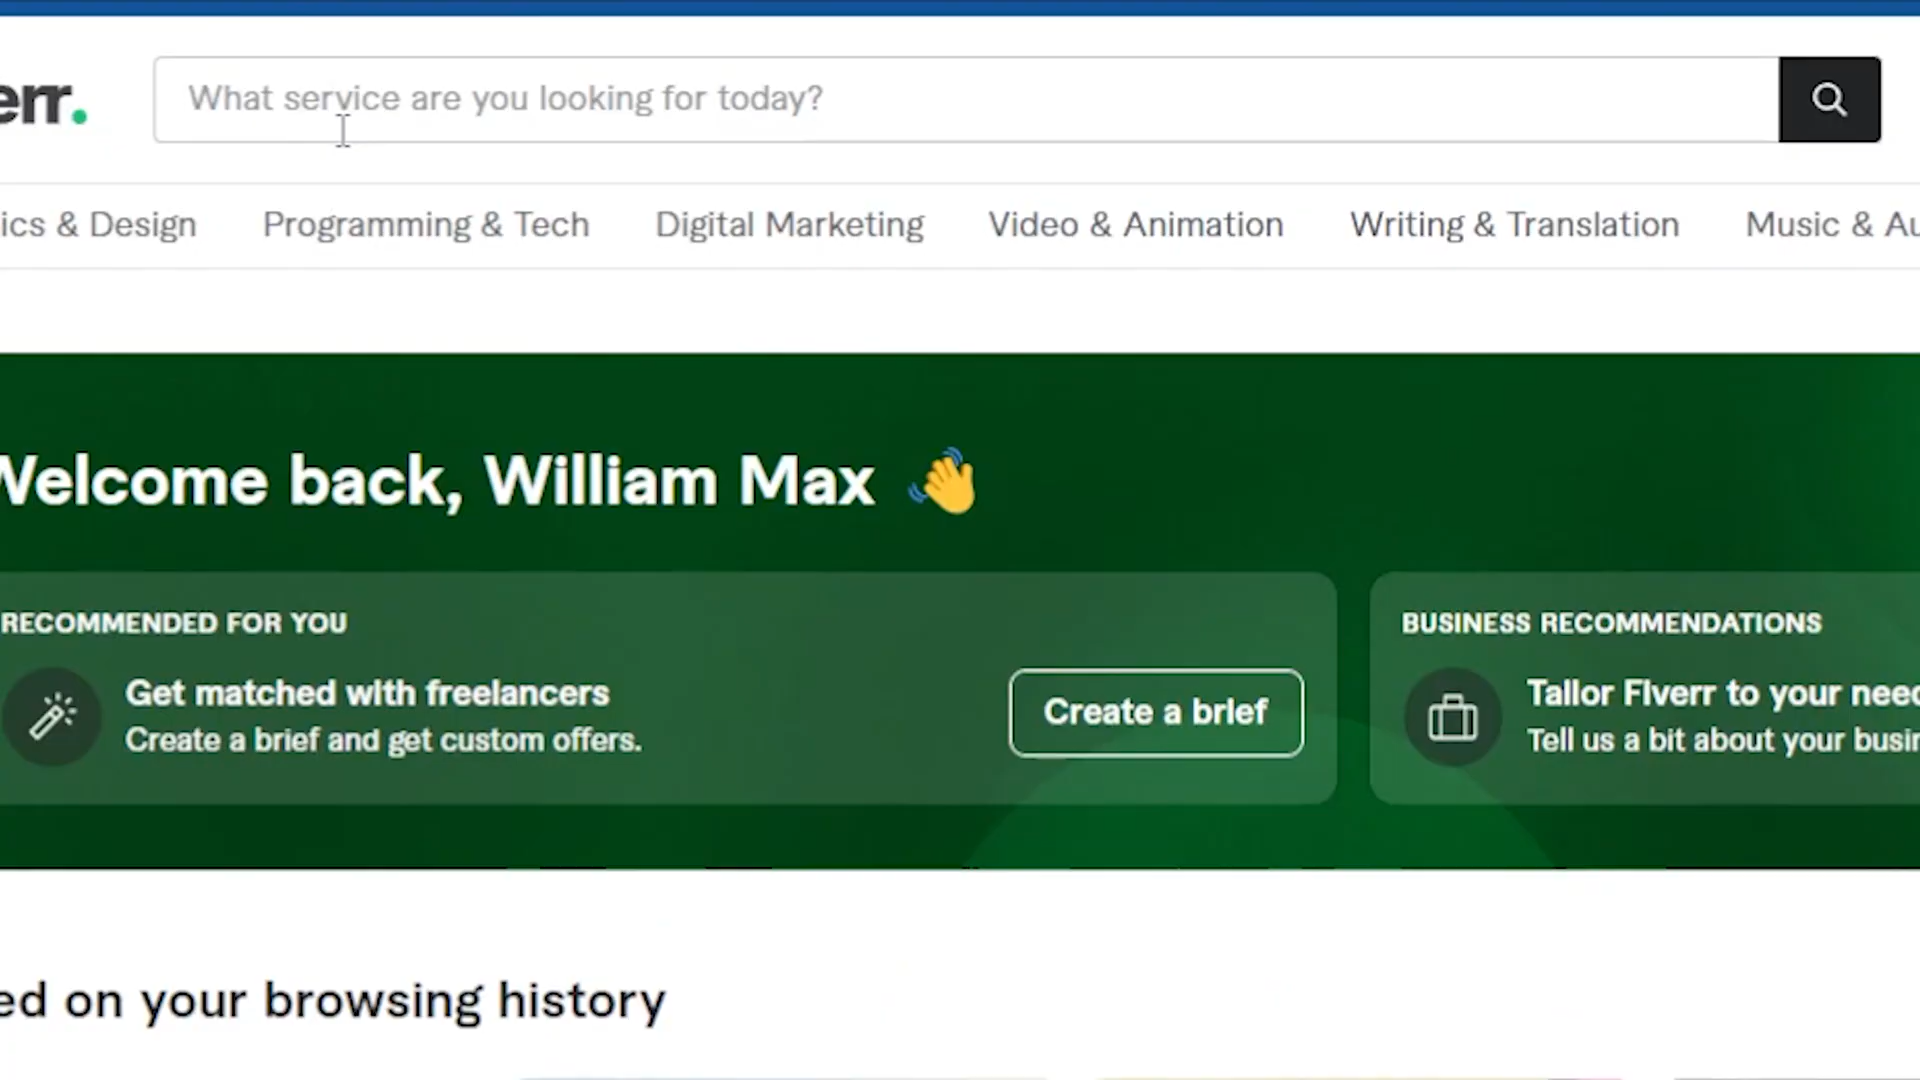 err.
What service are you looking for today?
ics & Design Programming & Tech Digital Marketing Video & Animation Writing & Translation Music & Au
Welcome back, William Max
RECOMMENDED FOR YOU
Get matched with freelancers
Create a brief and get custom offers.
Create a brief
BUSINESS RECOMMENDATIONS
Tailor Fiverr to your need
Tell us a bit about your busin
ed on your browsing history